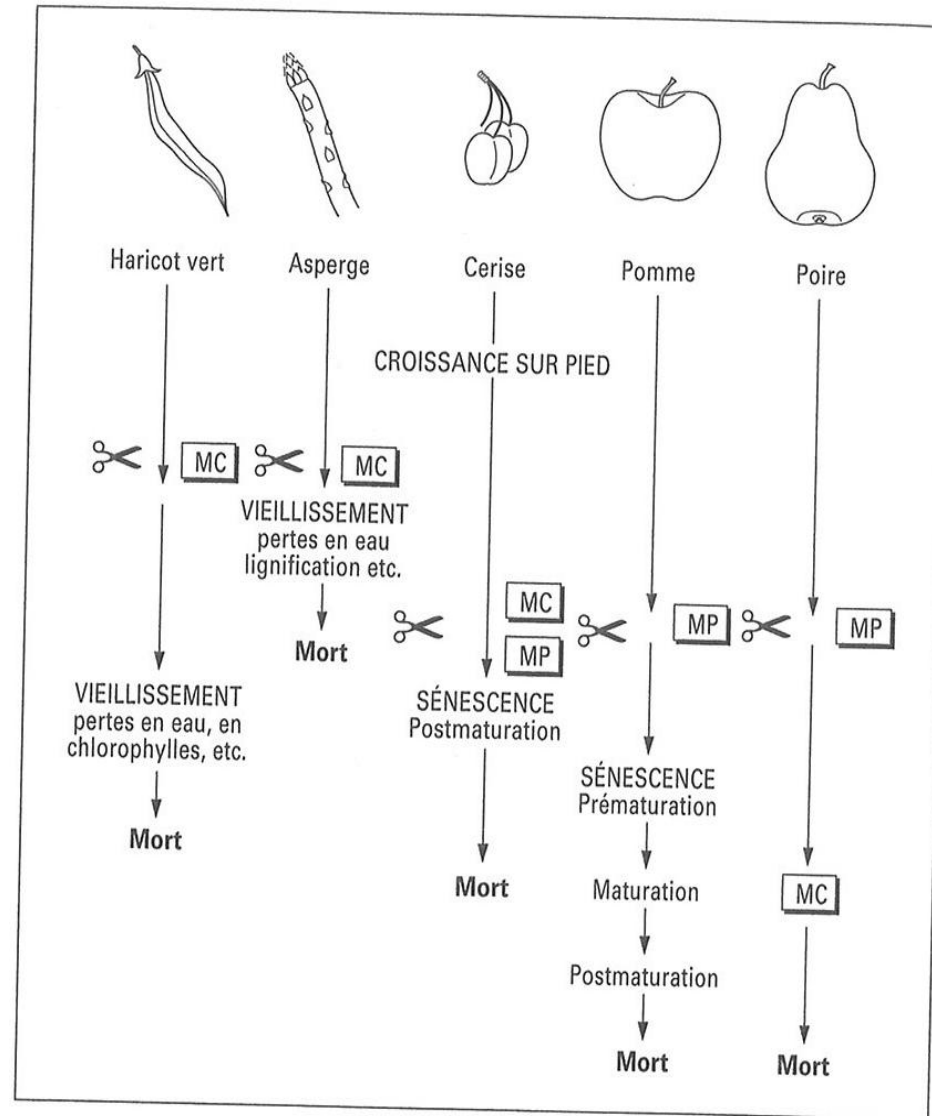 Haricot vert
Asperge
Cerise
Pomme
Poire
CROISSANCE SUR PIED
MC
MC
VIEILLISSEMENT
pertes en eau
lignification etc.
Mort
MC
MP
MP
MP
VIEILLISSEMENT
pertes en eau, en
chlorophylles, etc.
Mort
SÉNESCENCE
Postmaturation
Mort
SÉNESCENCE
Prématuration
Maturation
Postmaturation
Mort
MC
Mort